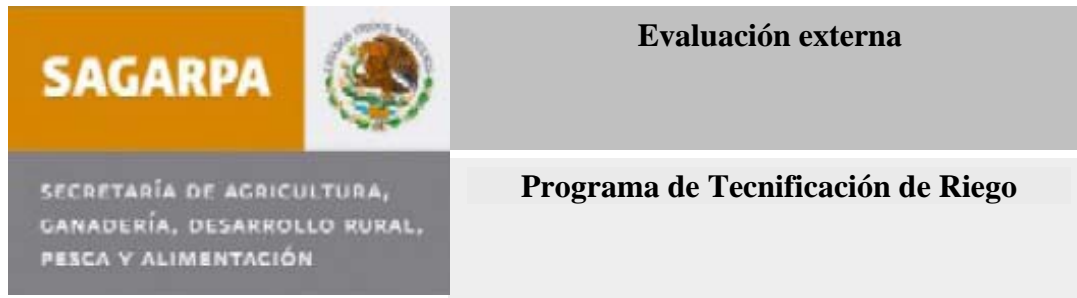 SAGARPA
Evaluación externa
SECRETARÍA DE AGRICULTURA,
GANADERÍA, DESARROLLO RURAL,
PESCA Y ALIMENTACIÓN
Programa de Tecnificación de Riego